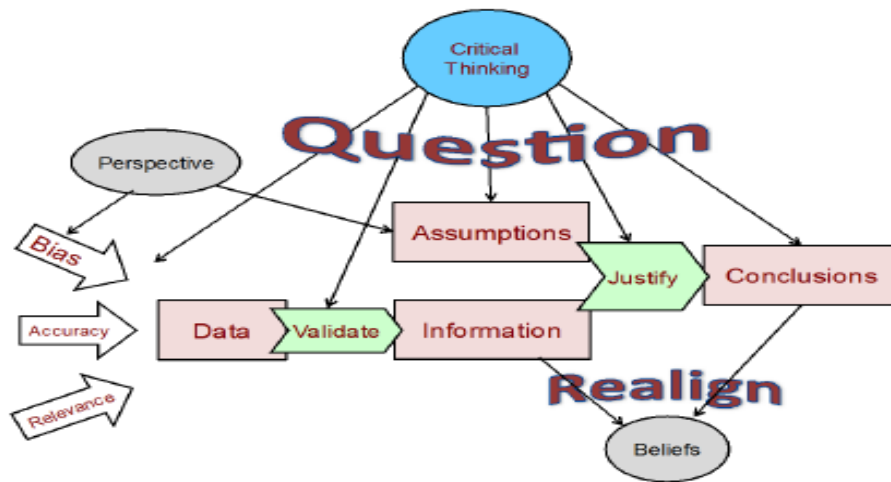 Critical
Thinking
Question
Perspective
Bias
Assumptions
Justify
Conclusions
Accuracy
Data
Validate
Information
Relevance
Realign
Beliefs